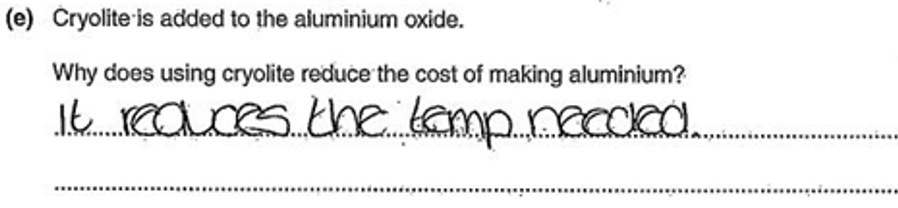 (e) Cryolite is added to the aluminium oxide.
Why does using cryolite reduce the cost of making aluminium?
It reduces the temp needed.